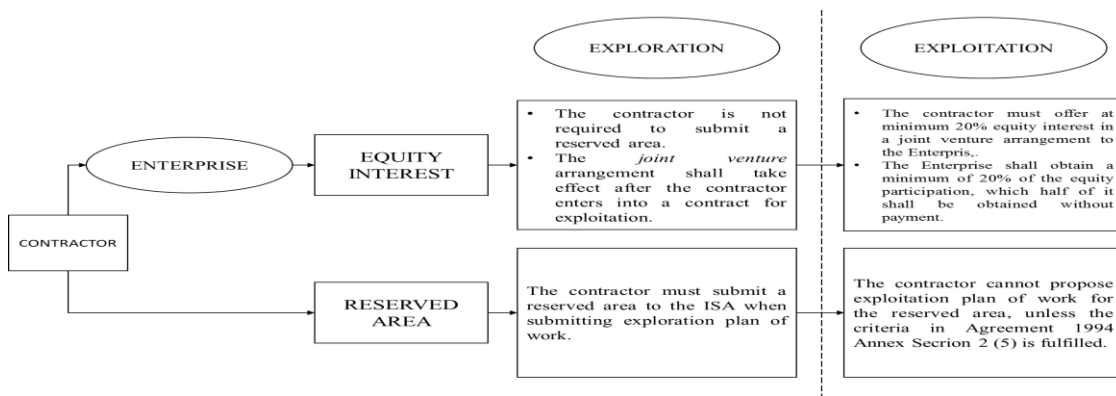 EXPLORATION
EXPLOITATION
CONTRACTOR
ENTERPRISE
EQUITY
INTEREST
• The contractor is not
required to submit a
reserved area.
• The joint venture
arrangement shall take
effect after the contractor
enters into a contract for
exploitation.
• The contractor must offer at
minimum 20% equity interest in
a joint venture arrangement to
the Enterpris,.
• The Enterprise shall obtain a
minimum of 20% of the equity
participation, which half of it
shall be obtained without
payment.
RESERVED
AREA
The contractor must submit a
reserved area to the ISA when
submitting exploration plan of
work.
The contractor cannot propose
exploitation plan of work for
the reserved area, unless the
criteria in Agreement 1994
Annex Secrion 2 (5) is fulfilled.